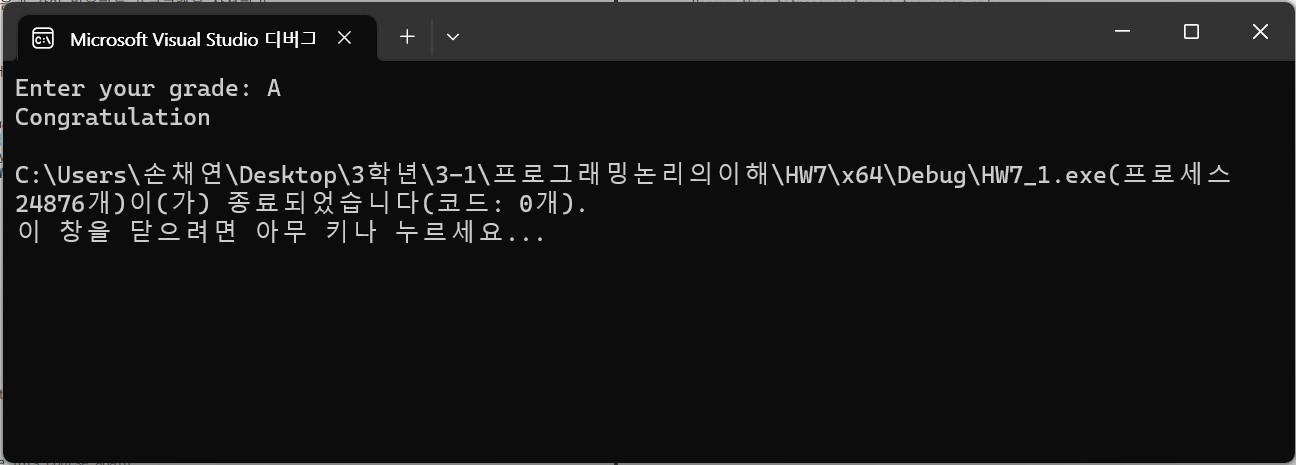 Microsoft Visual Studio 디버그
Enter your grade: A
Congratulation
C:\Users\손채연\Desktop\3학년\3-1\프로그래밍논리의이해\HW7\x64\Debug\HW7_1.exe(프로세스
24876개)이(가) 종료되었습니다(코드: 0개).
이 창을 닫으려면 아무 키나 누르세요...